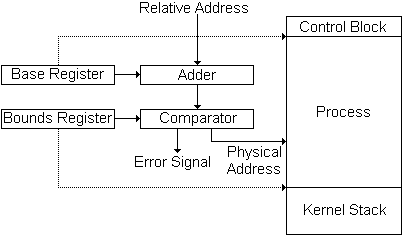 Relative Address
Control Block
Base Register
Adder
Process
Bounds Register
Comparator
Error Signal
Physical
Address
Kernel Stack